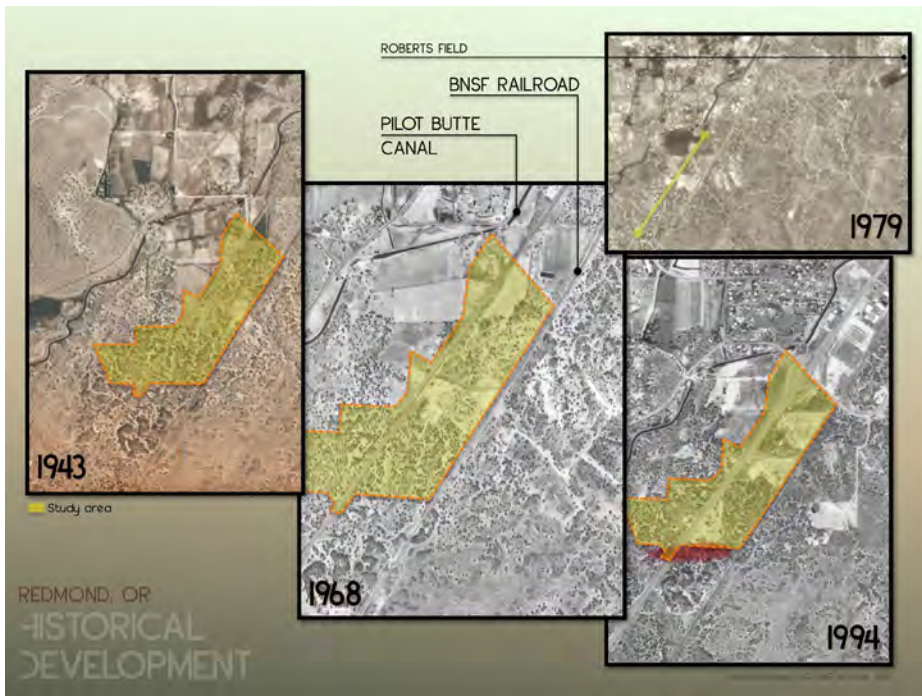 ROBERTS FIELD
BNSF RAILROAD
PILOT BUTTE
CANAL
1979
1943
Study area
1968
1994
REDMOND, OR
HISTORICAL
DEVELOPMENT